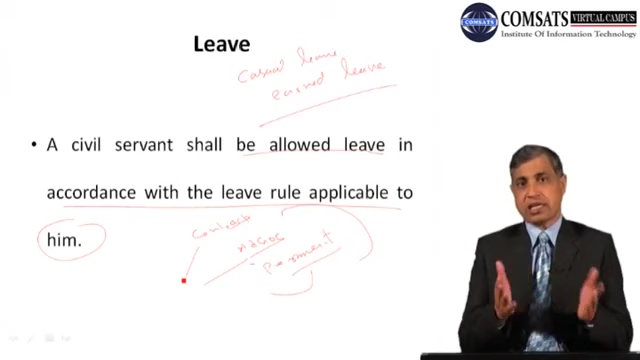 COMSATS VIRTUAL CAMPUS
Institute Of Information Technology
Leave
casual leave
earned leave
• A civil servant shall be allowed leave in
accordance with the leave rule applicable to
him.
contract
adhoc